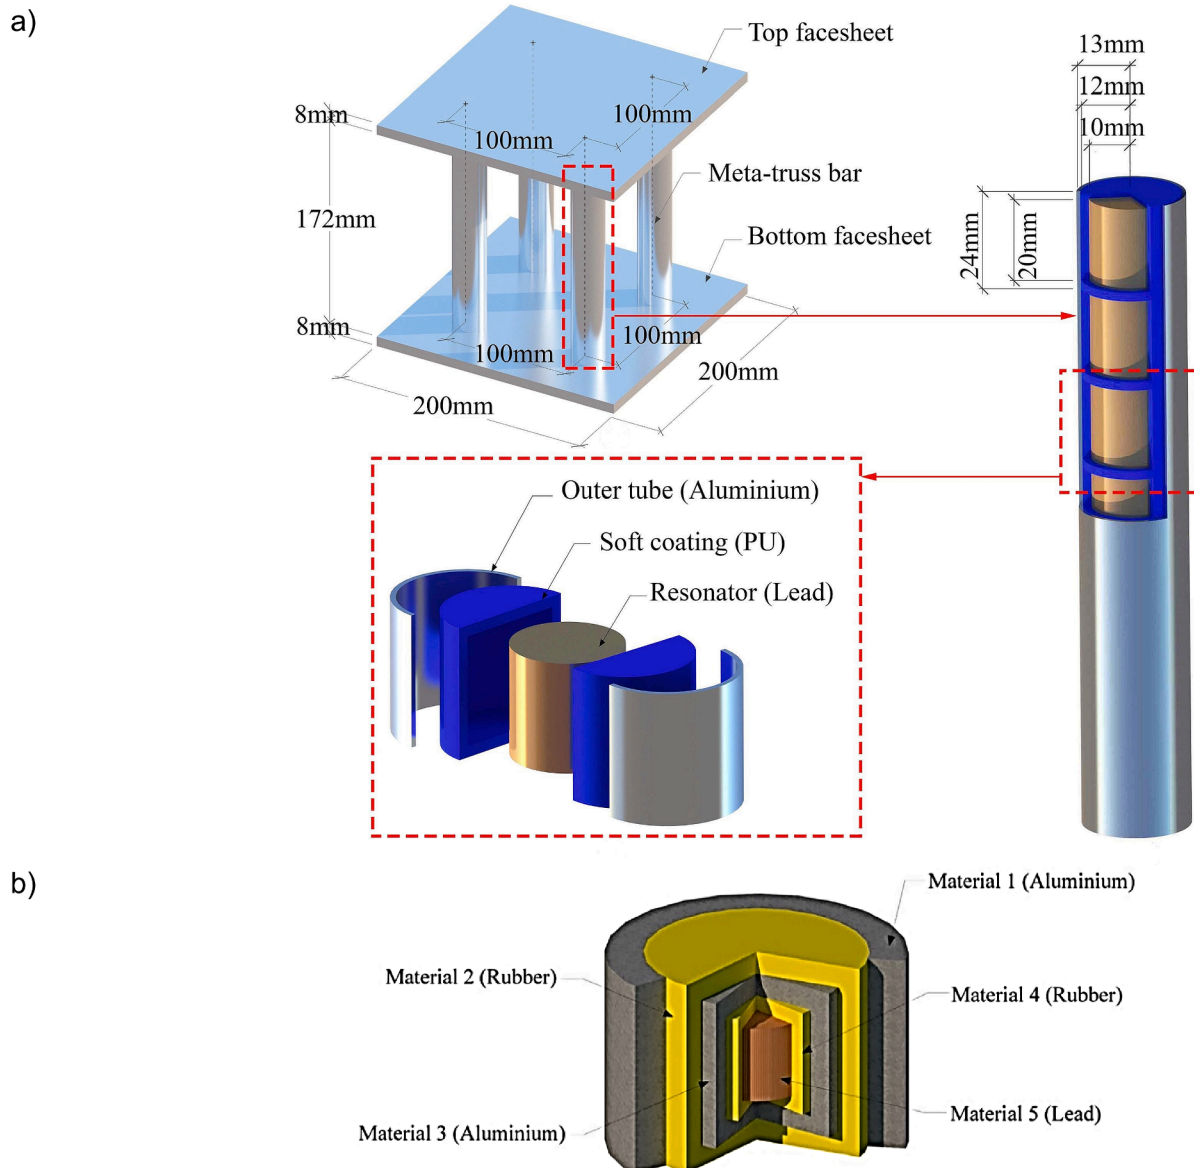 a)
Top facesheet
8mm
100mm
100mm
Meta-truss bar
172mm
Bottom facesheet
8mm
100mm
100mm
200mm
200mm
13mm
12mm
10mm
24mm
20mm
Outer tube (Aluminium)
Soft coating (PU)
Resonator (Lead)
b)
Material 1 (Aluminium)
Material 2 (Rubber)
Material 4 (Rubber)
Material 3 (Aluminium)
Material 5 (Lead)